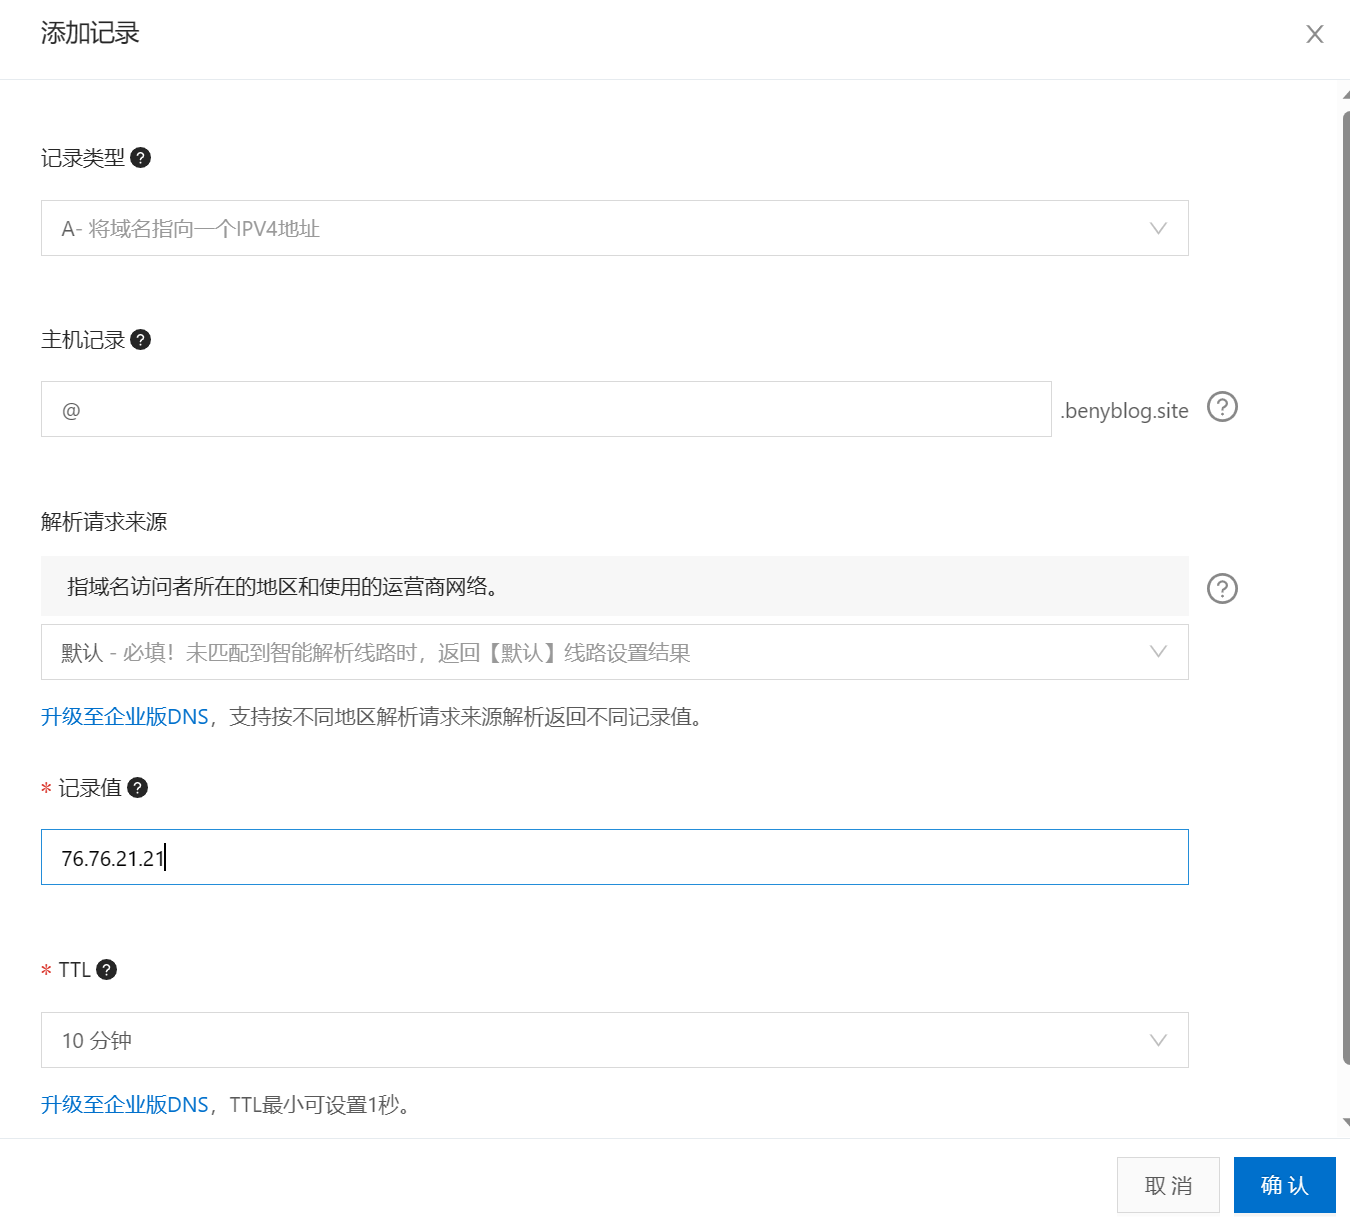 添加记录
记录类型 ?
A- 将域名指向一个IPV4地址
主机记录 ?
@ .benyblog.site ?
解析请求来源
指域名访问者所在的地区和使用的运营商网络。 ?
默认 - 必填！未匹配到智能解析线路时，返回【默认】线路设置结果
升级至企业版DNS，支持按不同地区解析请求来源解析返回不同记录值。
* 记录值 ?
76.76.21.21
* TTL ?
10 分钟
升级至企业版DNS，TTL最小可设置1秒。
取 消 确 认